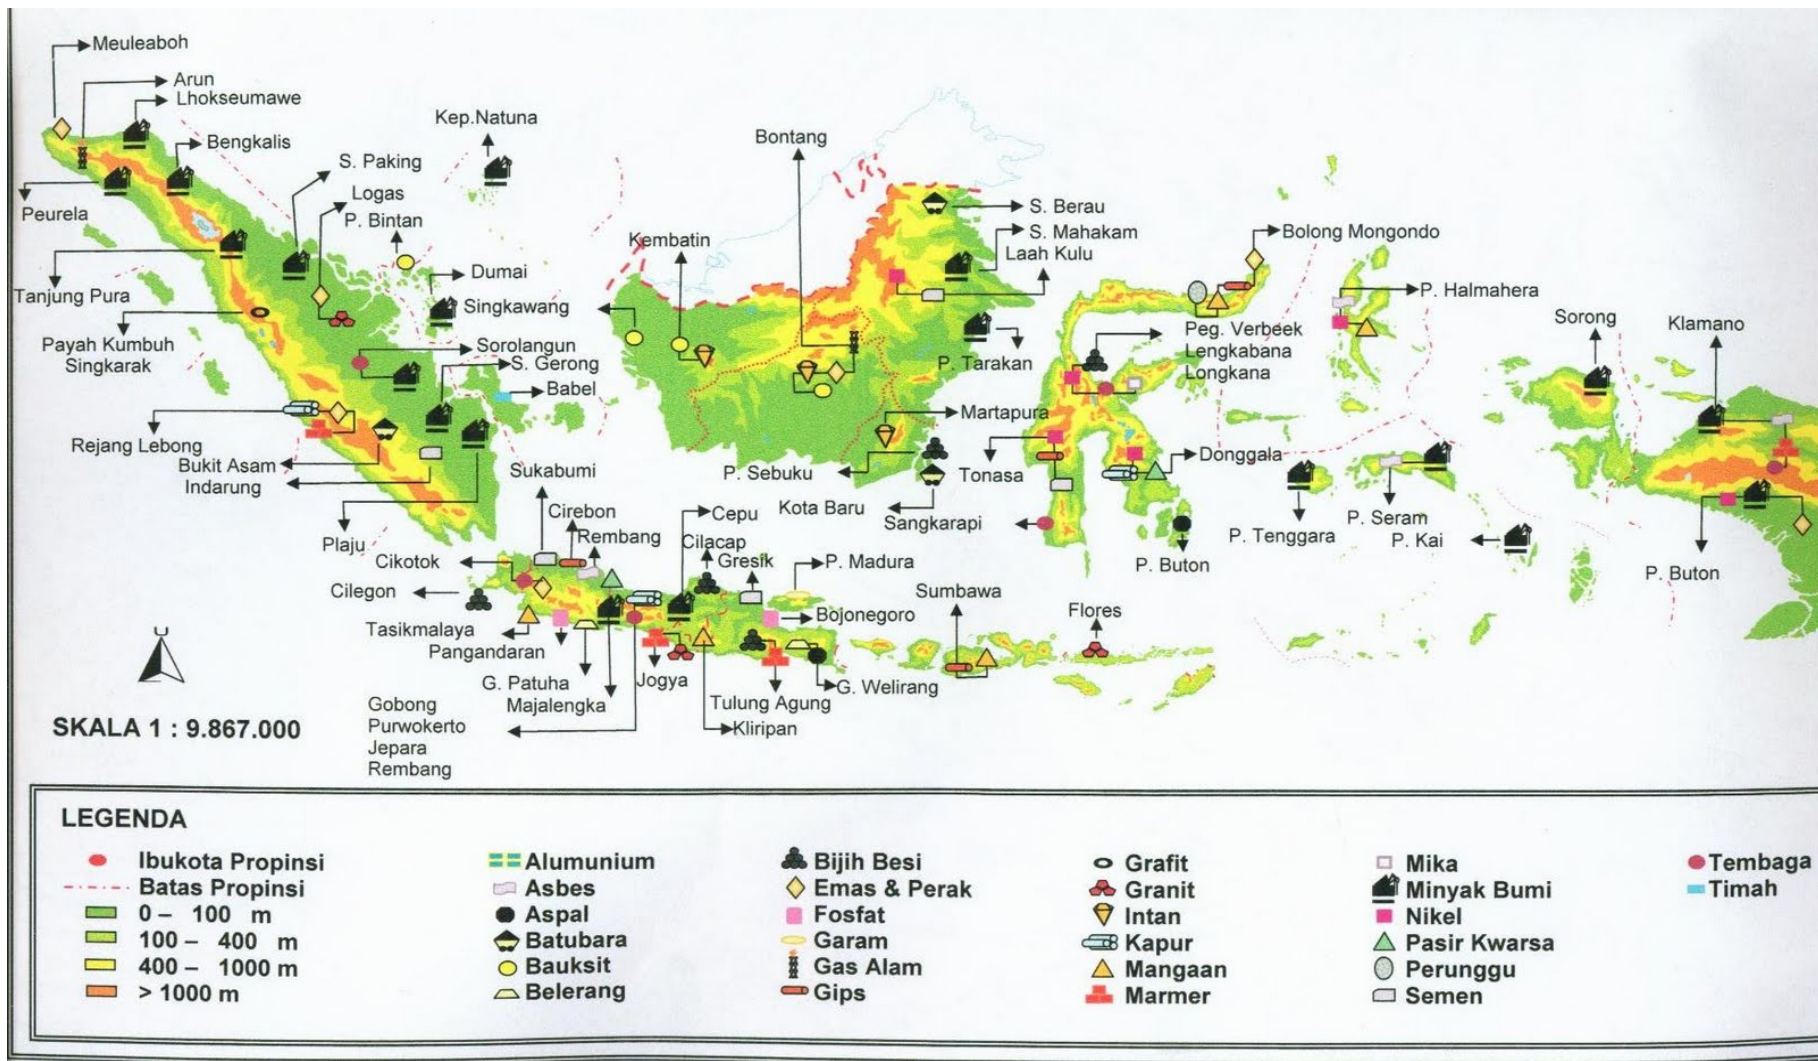 Meuleaboh
Arun
Lhokseumawe
Bengkalis
Peurela
Tanjung Pura
Payah Kumbuh
Singkarak
S. Paking
Logas
P. Bintan
Kep.Natuna
Dumai
Singkawang
Sorolangun
S. Gerong
Babel
Rejang Lebong
Bukit Asam
Indarung
Plaju
Kembatin
Bontang
S. Berau
S. Mahakam
Laah Kulu
P. Tarakan
Martapura
P. Sebuku
Kota Baru
Bolong Mongondo
Peg. Verbeek
Lengkabana
Longkana
Tonasa
Donggala
Sangkarapi
P. Buton
P. Halmahera
Sorong
Klamano
P. Tenggara
P. Seram
P. Kai
P. Buton
Sukabumi
Cirebon
Rembang
Cikotok
Cilegon
Cepu
Cilacap
Gresik
P. Madura
Bojonegoro
Tasikmalaya
Pangandaran
G. Patuha
Majalengka
Jogya
Tulung Agung
Kliripan
G. Welirang
Gobong
Purwokerto
Jepara
Rembang
Sumbawa
Flores
U
SKALA 1 : 9.867.000
LEGENDA
Ibukota Propinsi
Batas Propinsi
0 – 100 m
100 – 400 m
400 – 1000 m
> 1000 m
Alumunium
Asbes
Aspal
Batubara
Bauksit
Belerang
Bijih Besi
Emas & Perak
Fosfat
Garam
Gas Alam
Gips
Grafit
Granit
Intan
Kapur
Mangaan
Marmer
Mika
Minyak Bumi
Nikel
Pasir Kwarsa
Perunggu
Semen
Tembaga
Timah